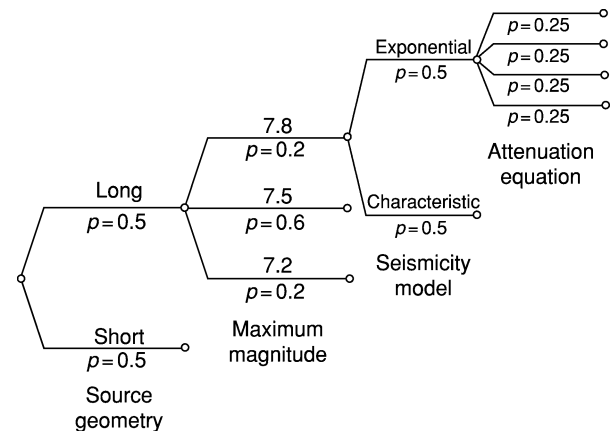 Long
p=0.5
Short
p=0.5
Source
geometry
7.8
p=0.2
7.5
p=0.6
7.2
p=0.2
Maximum
magnitude
Exponential
p=0.5
Characteristic
p=0.5
Seismicity
model
p=0.25
p=0.25
p=0.25
p=0.25
Attenuation
equation